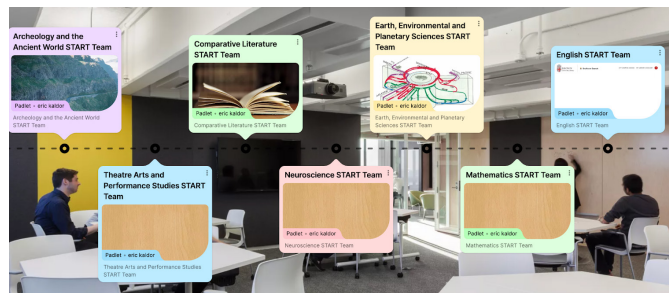 Archeology and the
Ancient World START
Team
Padlet • eric kaldor
Archeology and the Ancient World
START Team
Comparative Literature
START Team
Padlet • eric kaldor
Comparative Literature START Team
Earth, Environmental and
Planetary Sciences START
Team
Padlet • eric kaldor
Earth, Environmental and Planetary
Sciences START Team
English START Team
Padlet • eric kaldor
English START Team
Theatre Arts and
Performance Studies START
Team
Padlet • eric kaldor
Theatre Arts and Performance Studies
START Team
Neuroscience START Team
Padlet • eric kaldor
Neuroscience START Team
Mathematics START Team
Padlet • eric kaldor
Mathematics START Team